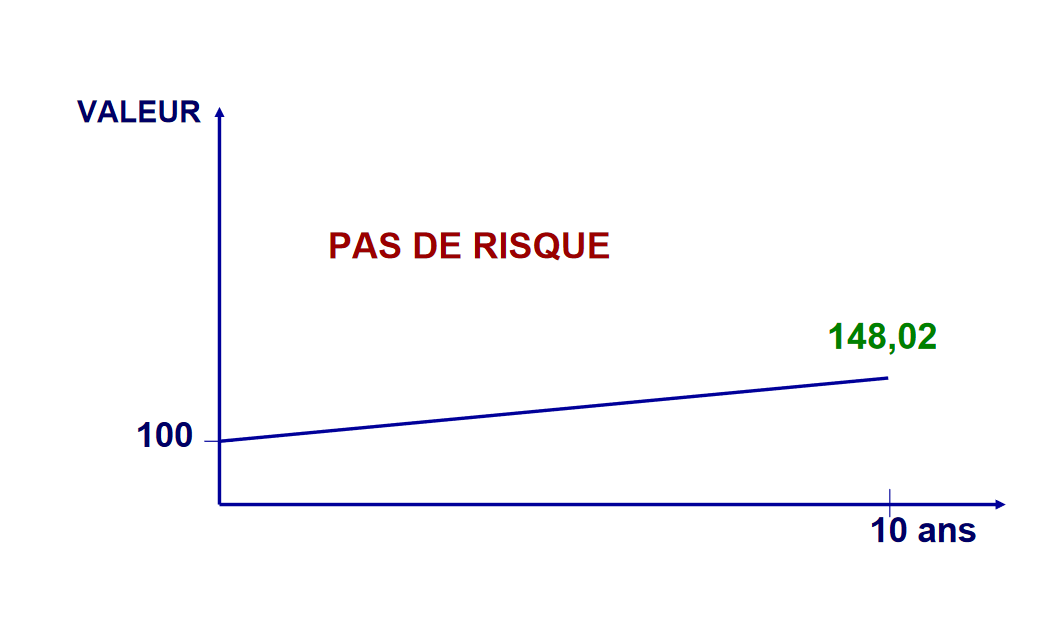 VALEUR
PAS DE RISQUE
148,02
100
10 ans